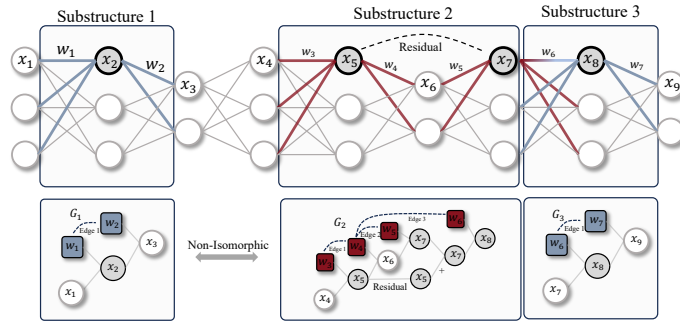 Substructure 1
Substructure 2
Substructure 3
x₁ w₁ x₂ w₂ x₃ x₄ w₃ x₅ Residual w₄ x₆ w₅ x₇ w₆ x₈ w₇ x₉
G₁
w₂
Edge 1
w₁
x₃
x₂
x₁
Non-Isomorphic
G₂
Edge 3
w₆
w₅
Edge 2
Edge 1
w₄
w₃
x₇
x₈
x₆
x₇
x₅
Residual
x₅
+
x₄
G₃
w₇
Edge 1
w₆
x₉
x₈
x₇